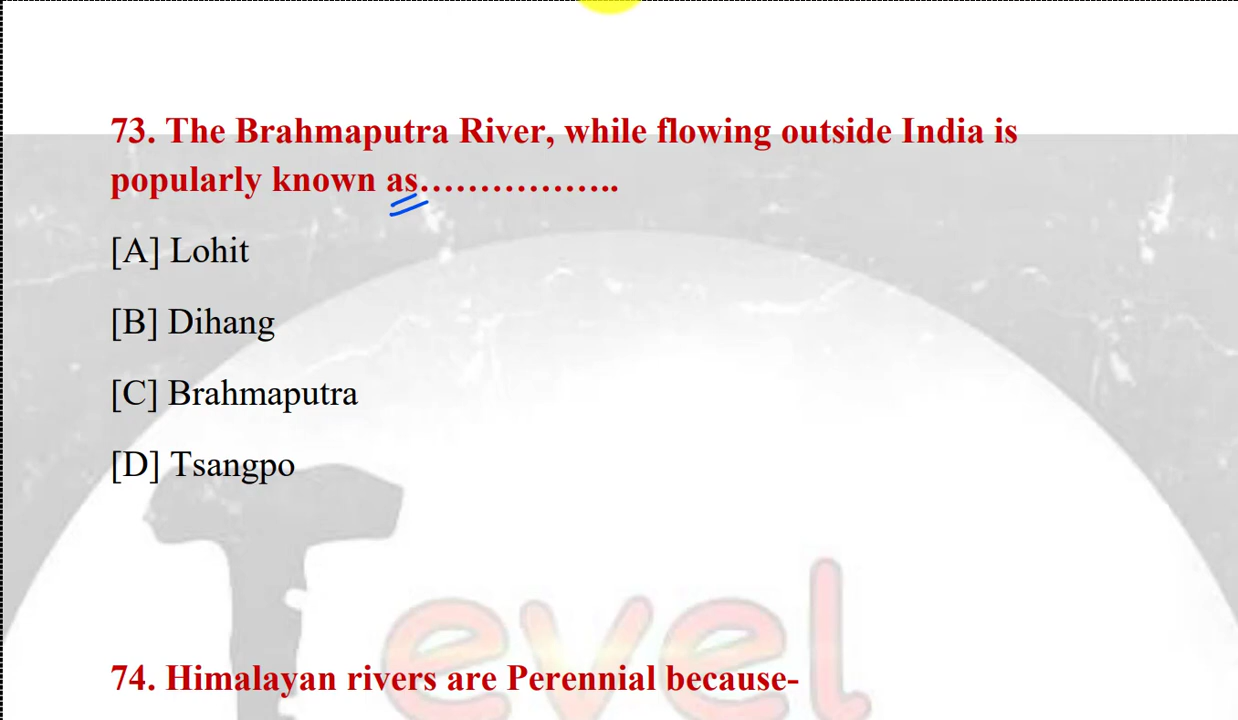 73. The Brahmaputra River, while flowing outside India is
popularly known as……………..
[A] Lohit
[B] Dihang
[C] Brahmaputra
[D] Tsangpo
evel
74. Himalayan rivers are Perennial because-